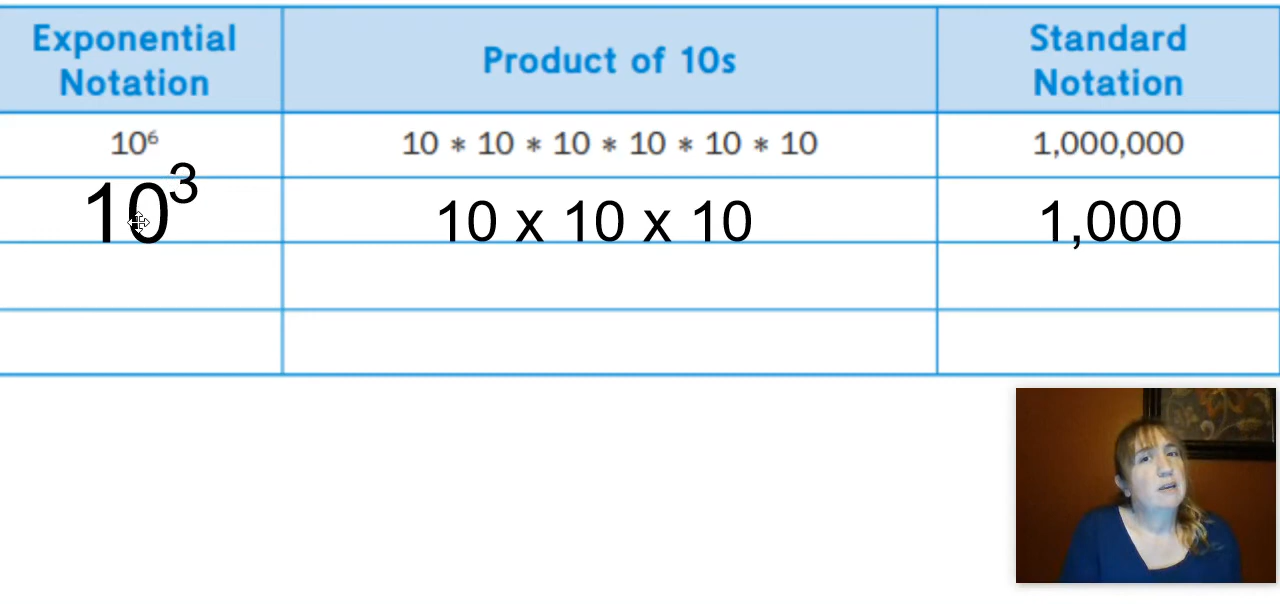 Exponential Notation | Product of 10s | Standard Notation
10⁶ | 10 * 10 * 10 * 10 * 10 * 10 | 1,000,000
10³ | 10 x 10 x 10 | 1,000